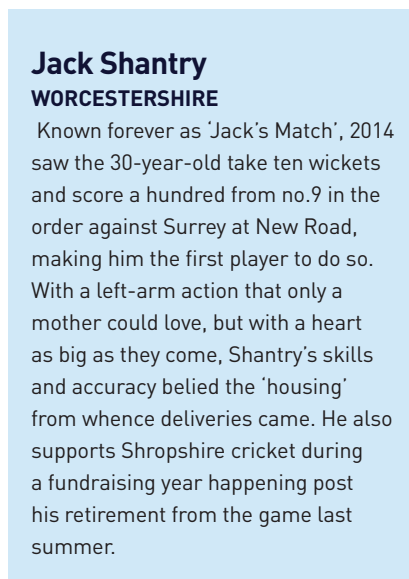 Jack Shantry
WORCESTERSHIRE
Known forever as ‘Jack’s Match’, 2014
saw the 30-year-old take ten wickets
and score a hundred from no.9 in the
order against Surrey at New Road,
making him the first player to do so.
With a left-arm action that only a
mother could love, but with a heart
as big as they come, Shantry’s skills
and accuracy belied the ‘housing’
from whence deliveries came. He also
supports Shropshire cricket during
a fundraising year happening post
his retirement from the game last
summer.